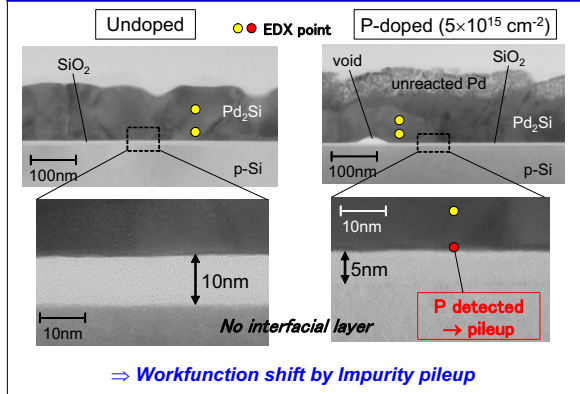 Undoped
EDX point
P-doped (5×10¹⁵ cm⁻²)
SiO₂
Pd₂Si
p-Si
100nm
void
SiO₂
unreacted Pd
Pd₂Si
p-Si
100nm
10nm
10nm
10nm
5nm
P detected
→ pileup
No interfacial layer
⇒ Workfunction shift by Impurity pileup